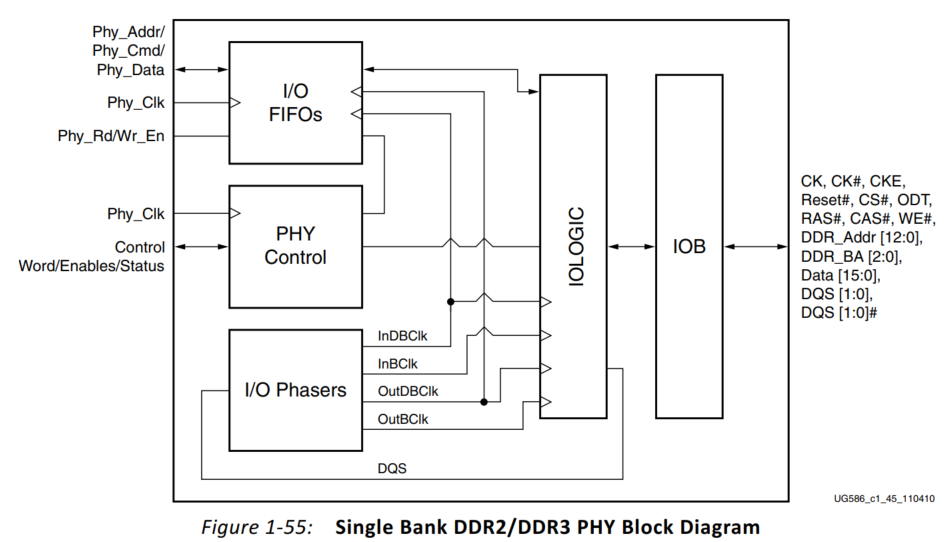 Phy_Addr/
Phy_Cmd/
Phy_Data
Phy_Clk
Phy_Rd/Wr_En
I/O
FIFOs
Phy_Clk
Control
Word/Enables/Status
PHY
Control
I/O Phasers
InDBClk
InBClk
OutDBClk
OutBClk
DQS
IOLOGIC
IOB
CK, CK#, CKE,
Reset#, CS#, ODT,
RAS#, CAS#, WE#,
DDR_Addr [12:0],
DDR_BA [2:0],
Data [15:0],
DQS [1:0],
DQS [1:0]#
UG586_c1_45_110410
Figure 1-55: Single Bank DDR2/DDR3 PHY Block Diagram